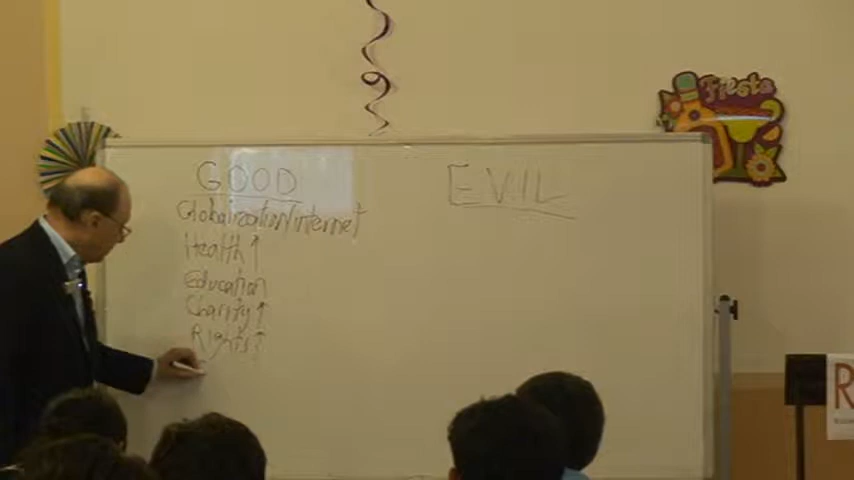 Fiesta
GOOD
EVIL
Globalization/internet
Health ↑
Education
Charity ↑
Rights ↑
R